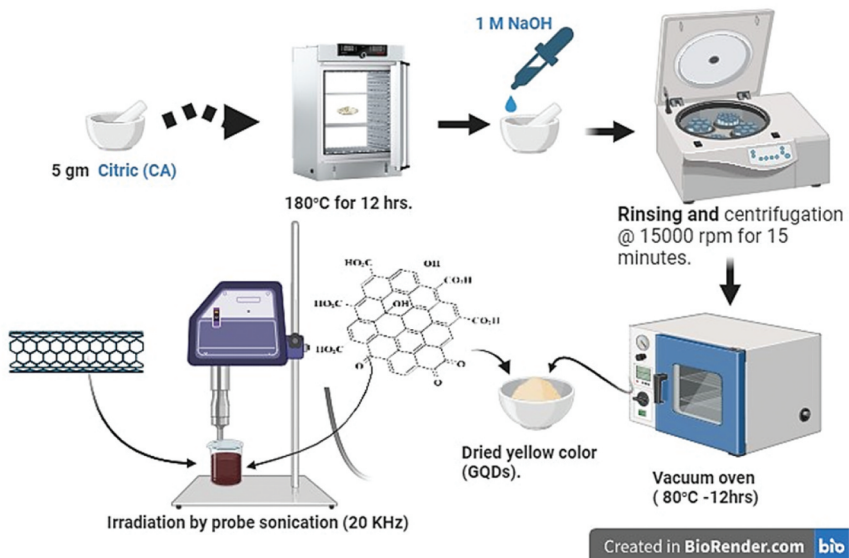 1 M NaOH
5 gm Citric (CA)
180°C for 12 hrs.
Rinsing and centrifugation
@ 15000 rpm for 15
minutes.
HO₂C
OH
CO₂H
HO₂C
OH
CO₂H
HO₂C
O
O
O
Dried yellow color
(GQDs).
Vacuum oven
( 80°C -12hrs)
Irradiation by probe sonication (20 KHz)
Created in BioRender.com bio